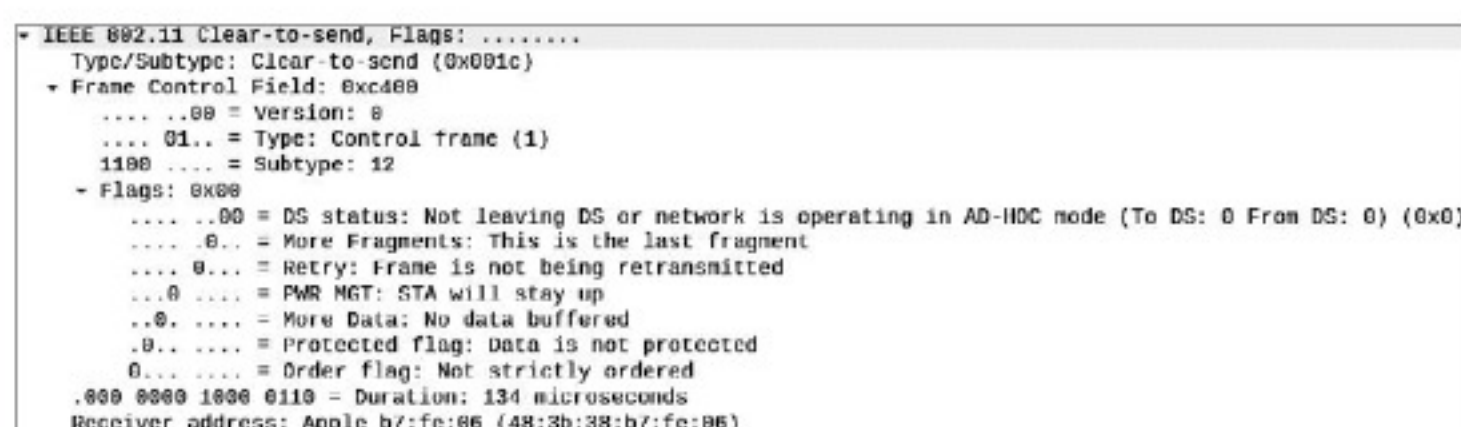 IEEE 802.11 Clear-to-send, Flags: ........
Type/Subtype: Clear-to-send (0x001c)
Frame Control Field: 0xc400
.... ..00 = Version: 0
.... 01.. = Type: Control frame (1)
1100 .... = Subtype: 12
Flags: 0x00
.... ..00 = DS status: Not leaving DS or network is operating in AD-HOC mode (To DS: 0 From DS: 0) (0x0)
.... .0.. = More Fragments: This is the last fragment
.... 0... = Retry: Frame is not being retransmitted
...0 .... = PWR MGT: STA will stay up
..0. .... = More Data: No data buffered
.0.. .... = Protected flag: Data is not protected
0... .... = Order flag: Not strictly ordered
.000 0000 1000 0110 = Duration: 134 microseconds
Receiver address: Apple_b7:fe:06 (48:3b:38:b7:fe:06)